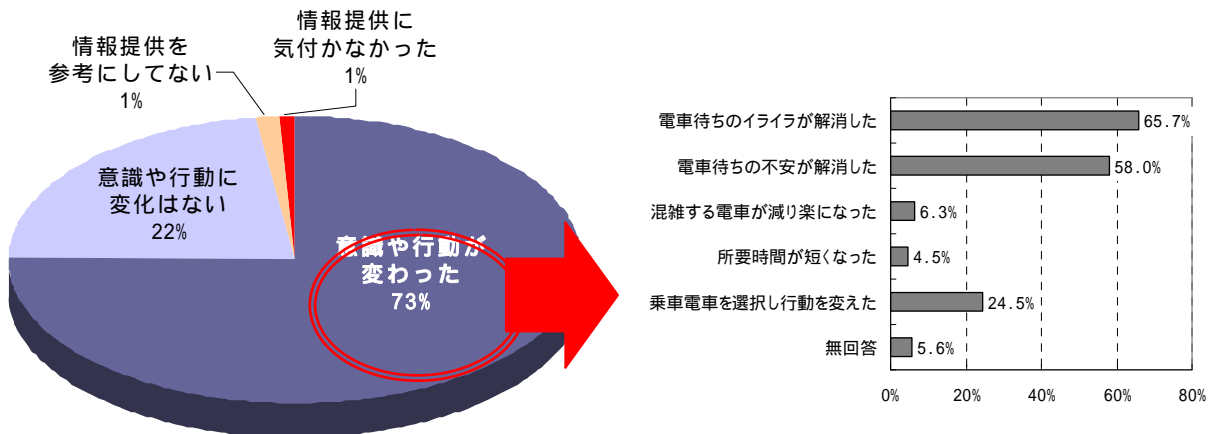 情報提供に
気付かなかった
1%
情報提供を
参考にしてない
1%
意識や行動に
変化はない
22%
意識や行動が
変わった
73%
電車待ちのイライラが解消した
65.7%
電車待ちの不安が解消した
58.0%
混雑する電車が減り楽になった
6.3%
所要時間が短くなった
4.5%
乗車電車を選択し行動を変えた
24.5%
無回答
5.6%
0%
20%
40%
60%
80%